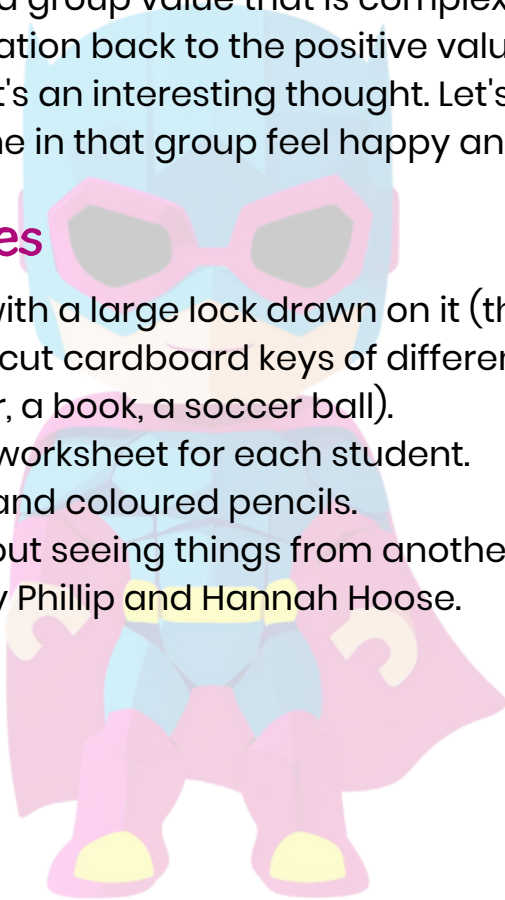 a group value that is complex
ation back to the positive valu
t's an interesting thought. Let's
ne in that group feel happy an
es
with a large lock drawn on it (th
cut cardboard keys of differen
r, a book, a soccer ball).
worksheet for each student.
and coloured pencils.
out seeing things from anothe
y Phillip and Hannah Hoose.